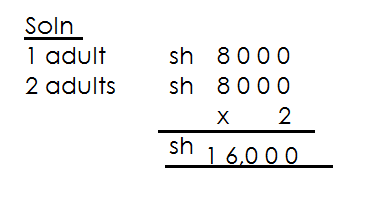 Soln
1 adult sh 8000
2 adults sh 8000
x 2
sh 16,000